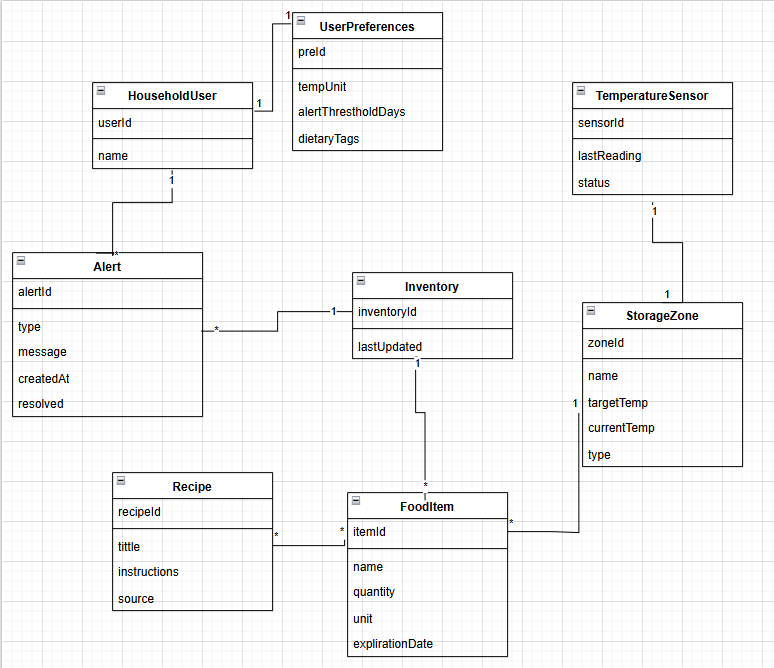 1
UserPreferences
preId
tempUnit
alertThrestholdDays
dietaryTags
HouseholdUser
1
userId
name
1
TemperatureSensor
sensorId
lastReading
status
1
*
Alert
alertId
type
message
createdAt
resolved
*
1
Inventory
inventoryId
lastUpdated
1
1
StorageZone
zoneId
name
targetTemp
currentTemp
type
1
Recipe
recipeId
tittle
instructions
source
*
*
*
FoodItem
itemId
name
quantity
unit
explirationDate
*